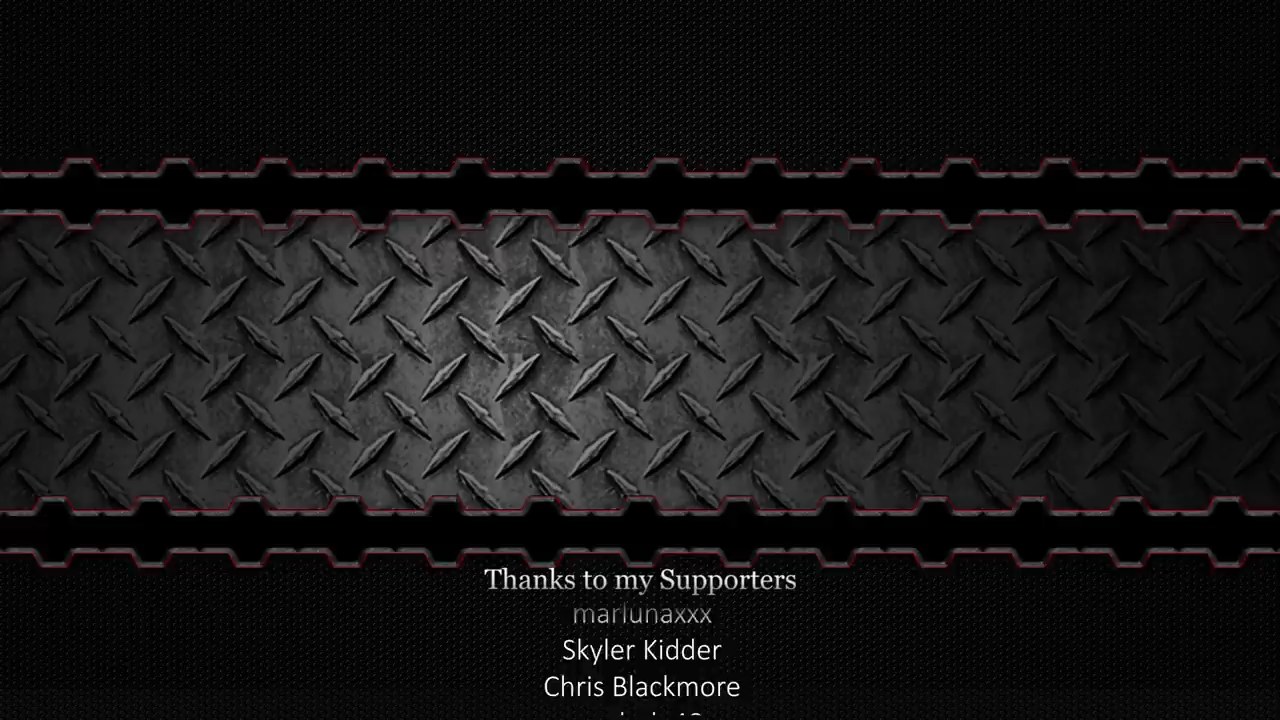 Thanks to my Supporters
marlunaxxx
Skyler Kidder
Chris Blackmore